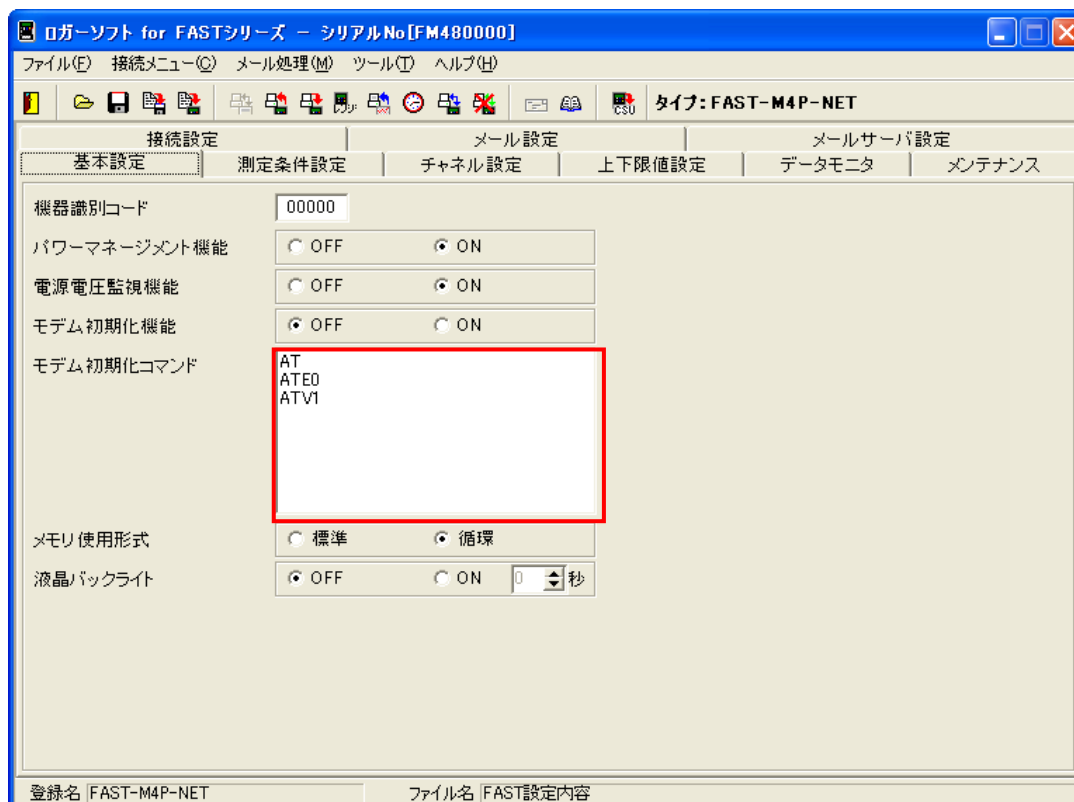 ロガーソフト for FASTシリーズ － シリアルNo[FM480000]
ファイル(F) 接続メニュー(C) メール処理(M) ツール(T) ヘルプ(H)
タイプ:FAST-M4P-NET
接続設定 メール設定 メールサーバ設定
基本設定 測定条件設定 チャネル設定 上下限値設定 データモニタ メンテナンス
機器識別コード 00000
パワーマネージメント機能 OFF ON
電源電圧監視機能 OFF ON
モデム初期化機能 OFF ON
モデム初期化コマンド AT
ATE0
ATV1
メモリ使用形式 標準 循環
液晶バックライト OFF ON 0 秒
登録名 FAST-M4P-NET ファイル名 FAST設定内容